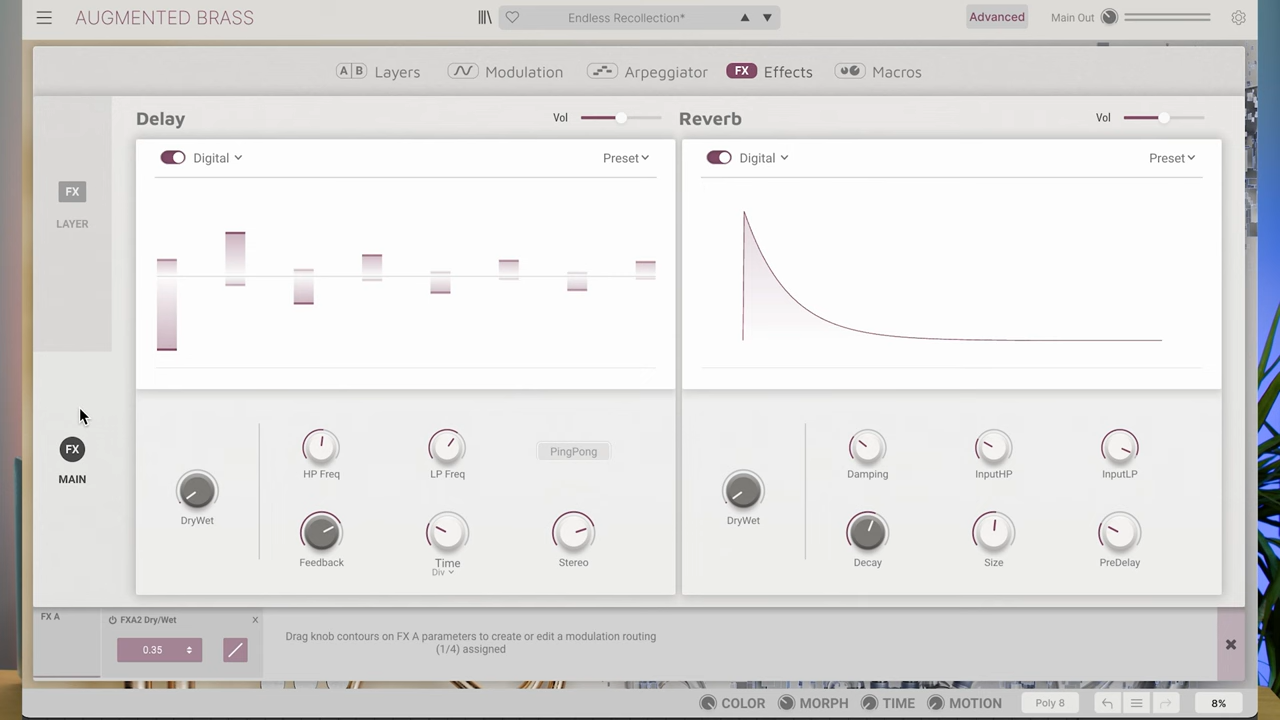 AUGMENTED BRASS
Endless Recollection*
Advanced
Main Out
A B Layers
Modulation
Arpeggiator
FX Effects
Macros
Delay
Vol
Reverb
Vol
Digital
Preset
Digital
Preset
FX
LAYER
FX
MAIN
HP Freq
LP Freq
PingPong
DryWet
Feedback
Time
Div
Stereo
Damping
InputHP
InputLP
DryWet
Decay
Size
PreDelay
FX A
FXA2 Dry/Wet
X
0.35
Drag knob contours on FX A parameters to create or edit a modulation routing
(1/4) assigned
COLOR
MORPH
TIME
MOTION
Poly 8
8%